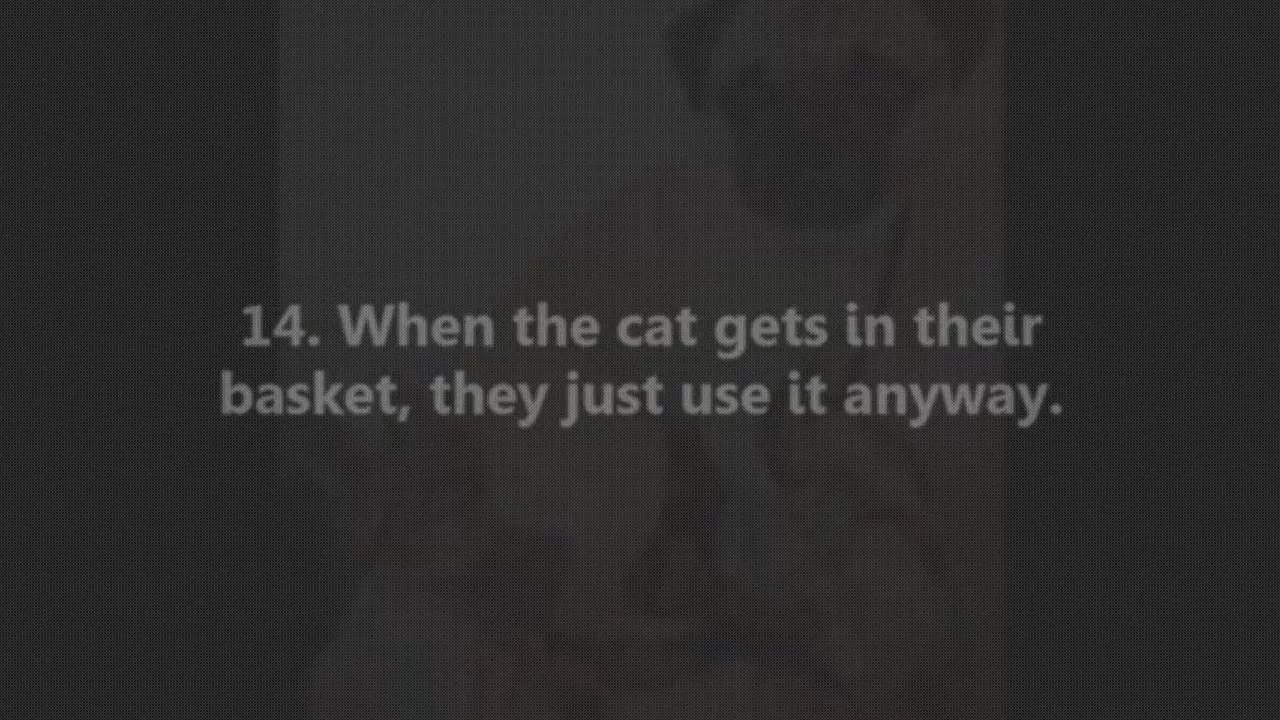 14. When the cat gets in their
basket, they just use it anyway.